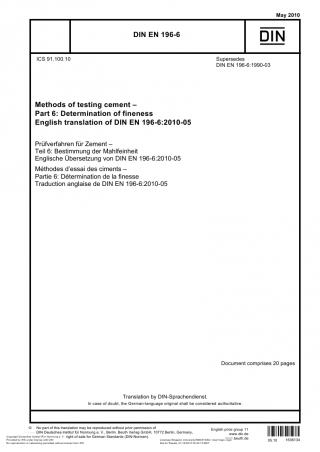 May 2010
DIN EN 196-6
DIN
ICS 91.100.10
Supersedes
DIN EN 196-6:1990-03
Methods of testing cement –
Part 6: Determination of fineness
English translation of DIN EN 196-6:2010-05
Prüfverfahren für Zement –
Teil 6: Bestimmung der Mahlfeinheit
Englische Übersetzung von DIN EN 196-6:2010-05
Méthodes d'essai des ciments –
Partie 6: Détermination de la finesse
Traduction anglaise de DIN EN 196-6:2010-05
Document comprises 20 pages
Translation by DIN-Sprachendienst.
In case of doubt, the German-language original shall be considered authoritative.
© No part of this translation may be reproduced without prior permission of
DIN Deutsches Institut für Normung e. V., Berlin. Beuth Verlag GmbH, 10772 Berlin, Germany,
right of sale for German Standards (DIN-Normen).
English price group 11
www.din.de
www.beuth.de